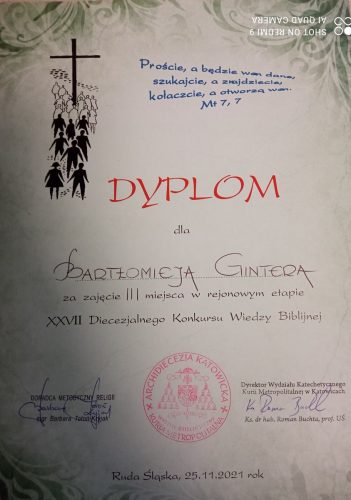 SHOT ON REDMI 9
AI QUAD CAMERA
Proście, a będzie wam dane,
szukajcie, a znajdziecie,
kołaczcie, a otworzą wam.
Mt 7, 7
DYPLOM
dla
BARTŁOMIEJA GINTERA
za zajęcie III miejsca w rejonowym etapie
XXVII Diecezjalnego Konkursu Wiedzy Biblijnej
ARCHIDIECEZJA KATOWICKA
KURIA METROPOLITALNA
DORADCA METODYCZNY RELIGII
mgr Barbara
Dyrektor Wydziału Katechetycznego
Kurii Metropolitalnej w Katowicach
Ks. dr hab. Roman Buchta, prof. UŚ
Ruda Śląska, 25.11.2021 rok